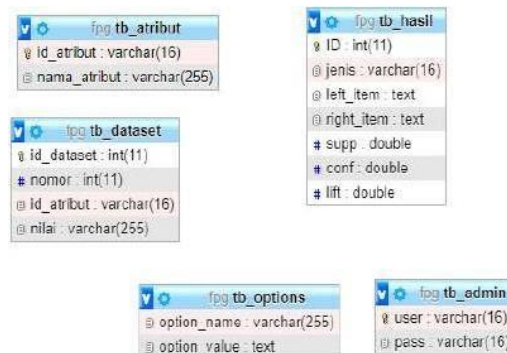 fpg tb_atribut
id_atribut : varchar(16)
nama_atribut : varchar(255)
fpg tb_hasil
ID : int(11)
jenis : varchar(16)
left_item : text
right_item : text
# supp : double
# conf : double
# lift : double
fpg tb_dataset
id_dataset : int(11)
# nomor : int(11)
id_atribut : varchar(16)
nilai : varchar(255)
fpg tb_options
option_name : varchar(255)
option_value : text
fpg tb_admin
user : varchar(16)
pass : varchar(16)